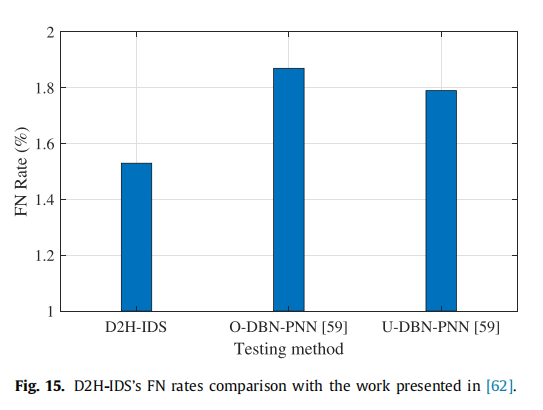 2
1.8
1.6
1.4
1.2
1
FN Rate (%)
D2H-IDS O-DBN-PNN [59] U-DBN-PNN [59]
Testing method
Fig. 15. D2H-IDS's FN rates comparison with the work presented in [62].